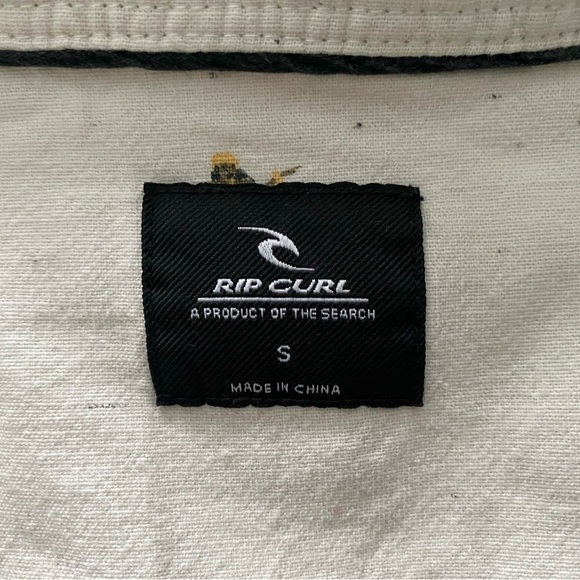 RIP CURL
A PRODUCT OF THE SEARCH
S
MADE IN CHINA